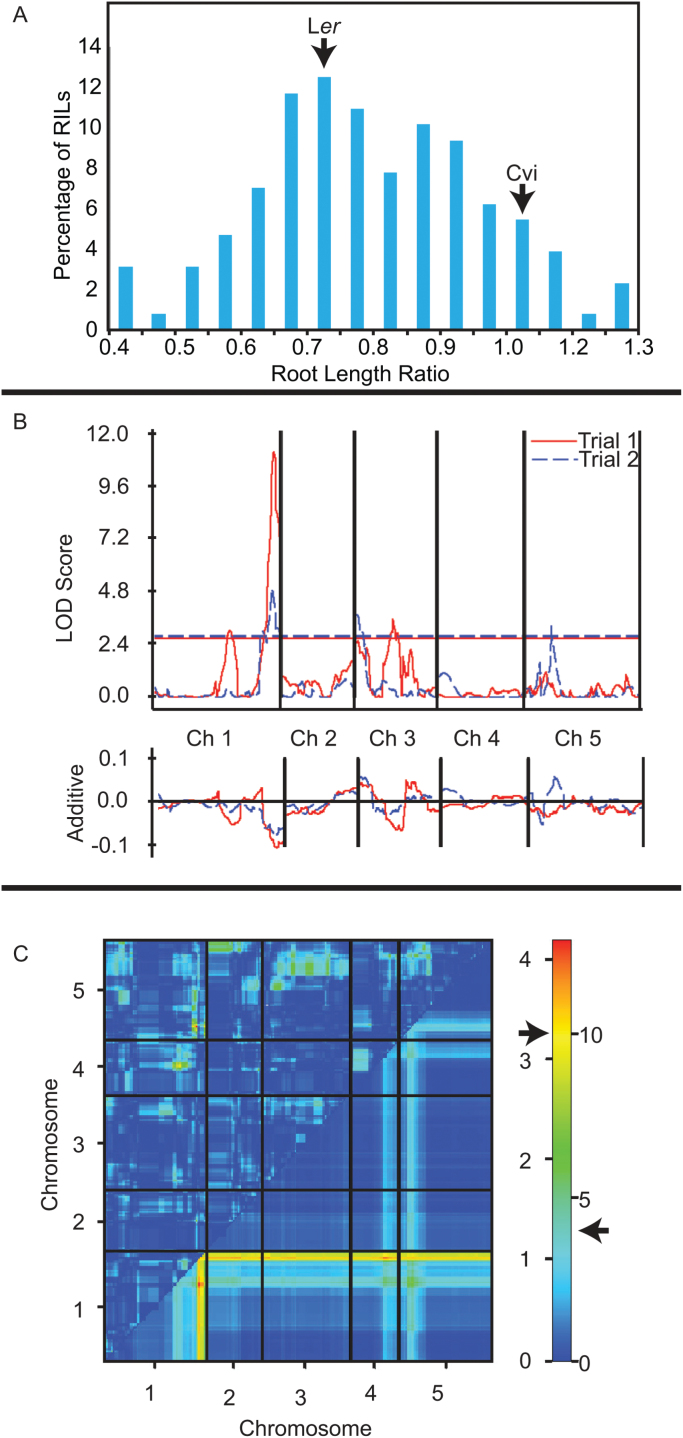 A
Ler
Cvi
14
12
10
8
6
4
2
0
Percentage of RILs
0.4 0.5 0.6 0.7 0.8 0.9 1.0 1.2 1.3
Root Length Ratio
B
12.0
9.6
7.2
4.8
2.4
0.0
LOD Score
Trial 1
Trial 2
Ch 1 Ch 2 Ch 3 Ch 4 Ch 5
0.1
0.0
-0.1
Additive
C
5
4
3
2
1
Chromosome
1 2 3 4 5
Chromosome
4
3
2
1
0
10
5
0